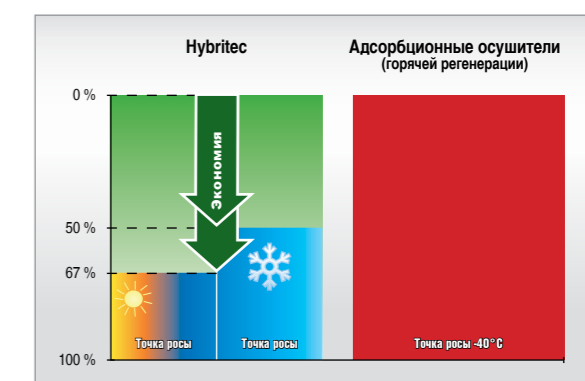 Hybritec
Адсорбционные осушители
(горячей регенерации)
0 %
Экономия
50 %
67 %
Точка росы
Точка росы
Точка росы -40°C
100 %